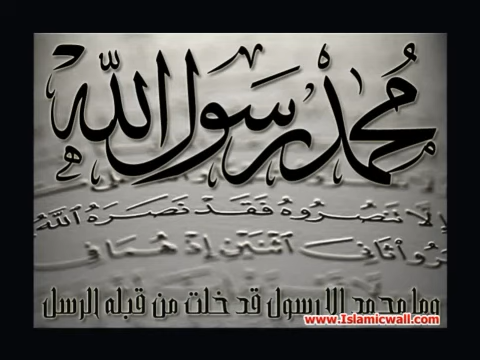 محمد رسول الله
إلا تنصروه فقد نصره الله
روا ثاني اثنين إذ هما في
وما محمد إلا رسول قد خلت من قبله الرسل
www.Islamicwall.com